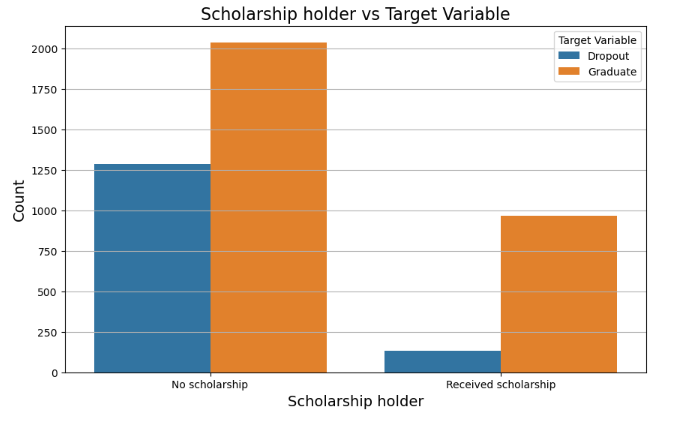 Scholarship holder vs Target Variable
Target Variable
Dropout
Graduate
2000
1750
1500
1250
1000
750
500
250
0
Count
No scholarship
Received scholarship
Scholarship holder